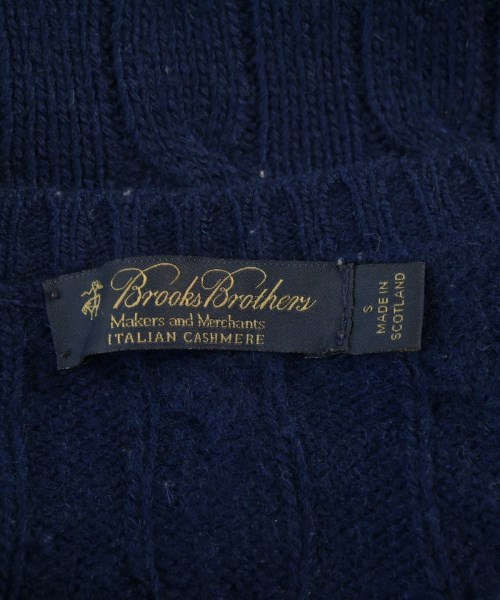 Brooks Brothers
Makers and Merchants
ITALIAN CASHMERE
S
MADE IN
SCOTLAND